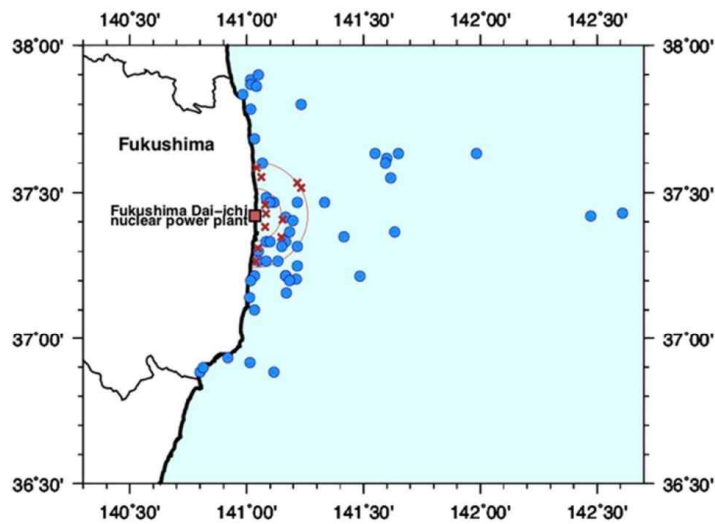 140°30' 141°00' 141°30' 142°00' 142°30'
38°00' 38°00'
Fukushima
37°30' 37°30'
Fukushima Dai-ichi
nuclear power plant
37°00' 37°00'
36°30' 36°30'
140°30' 141°00' 141°30' 142°00' 142°30'